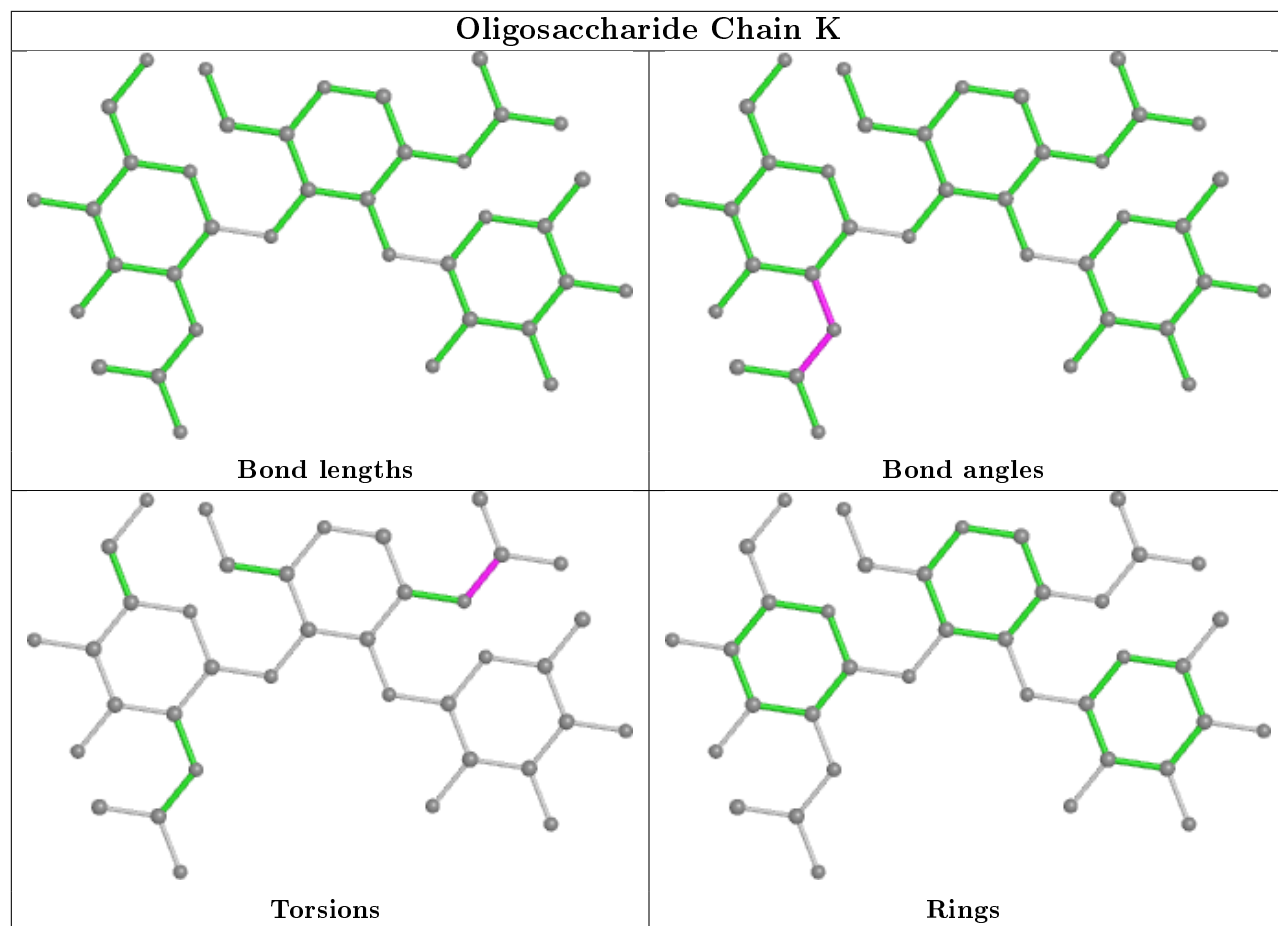 Oligosaccharide Chain K
Bond lengths
Bond angles
Torsions
Rings